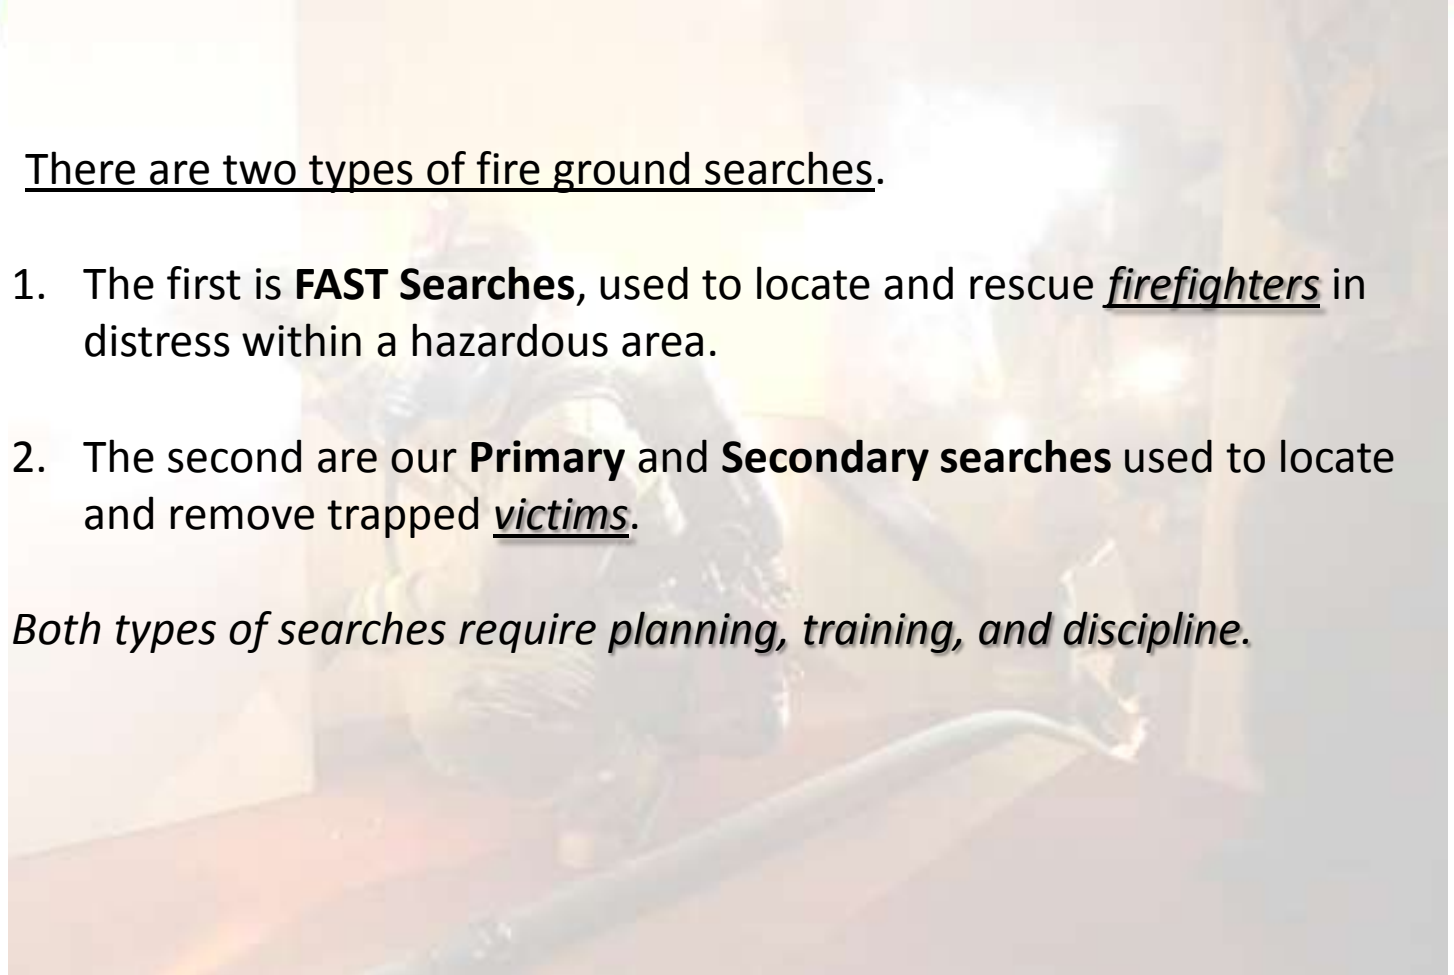 There are two types of fire ground searches.
1. The first is FAST Searches, used to locate and rescue firefighters in
distress within a hazardous area.
2. The second are our Primary and Secondary searches used to locate
and remove trapped victims.
Both types of searches require planning, training, and discipline.